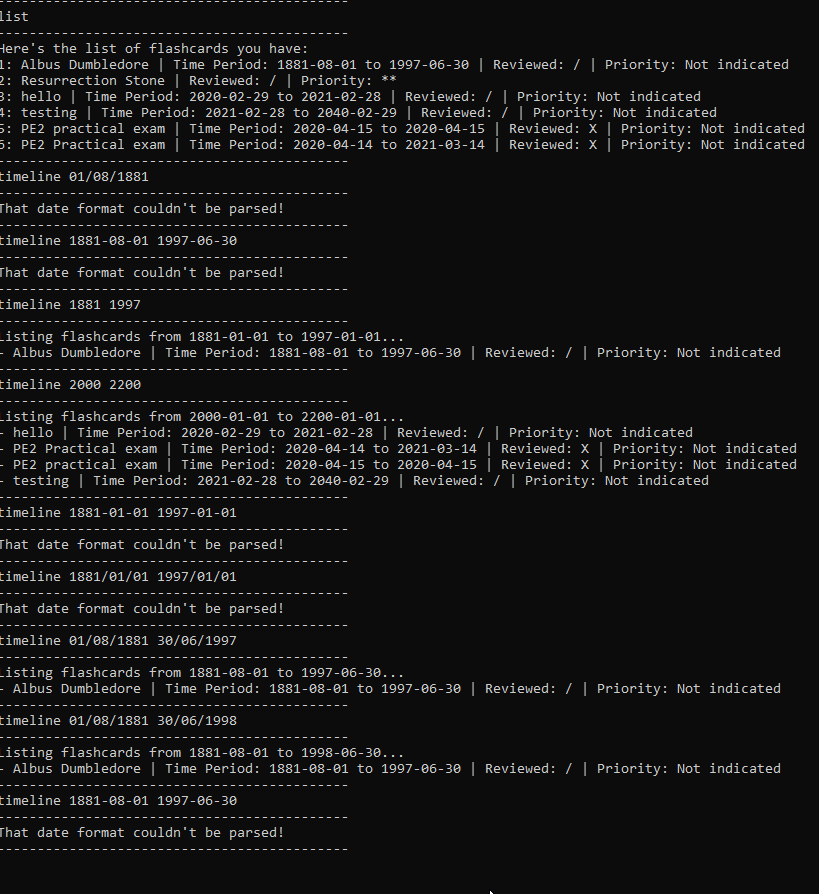 --------------------------------------------
list
--------------------------------------------
Here's the list of flashcards you have:
1: Albus Dumbledore | Time Period: 1881-08-01 to 1997-06-30 | Reviewed: / | Priority: Not indicated
2: Resurrection Stone | Reviewed: / | Priority: **
3: hello | Time Period: 2020-02-29 to 2021-02-28 | Reviewed: / | Priority: Not indicated
4: testing | Time Period: 2021-02-28 to 2040-02-29 | Reviewed: / | Priority: Not indicated
5: PE2 practical exam | Time Period: 2020-04-15 to 2020-04-15 | Reviewed: X | Priority: Not indicated
6: PE2 Practical exam | Time Period: 2020-04-14 to 2021-03-14 | Reviewed: X | Priority: Not indicated
--------------------------------------------
timeline 01/08/1881
--------------------------------------------
That date format couldn't be parsed!
--------------------------------------------
timeline 1881-08-01 1997-06-30
--------------------------------------------
That date format couldn't be parsed!
--------------------------------------------
timeline 1881 1997
--------------------------------------------
Listing flashcards from 1881-01-01 to 1997-01-01...
- Albus Dumbledore | Time Period: 1881-08-01 to 1997-06-30 | Reviewed: / | Priority: Not indicated
--------------------------------------------
timeline 2000 2200
--------------------------------------------
Listing flashcards from 2000-01-01 to 2200-01-01...
- hello | Time Period: 2020-02-29 to 2021-02-28 | Reviewed: / | Priority: Not indicated
- PE2 Practical exam | Time Period: 2020-04-14 to 2021-03-14 | Reviewed: X | Priority: Not indicated
- PE2 practical exam | Time Period: 2020-04-15 to 2020-04-15 | Reviewed: X | Priority: Not indicated
- testing | Time Period: 2021-02-28 to 2040-02-29 | Reviewed: / | Priority: Not indicated
--------------------------------------------
timeline 1881-01-01 1997-01-01
--------------------------------------------
That date format couldn't be parsed!
--------------------------------------------
timeline 1881/01/01 1997/01/01
--------------------------------------------
That date format couldn't be parsed!
--------------------------------------------
timeline 01/08/1881 30/06/1997
--------------------------------------------
Listing flashcards from 1881-08-01 to 1997-06-30...
- Albus Dumbledore | Time Period: 1881-08-01 to 1997-06-30 | Reviewed: / | Priority: Not indicated
--------------------------------------------
timeline 01/08/1881 30/06/1998
--------------------------------------------
Listing flashcards from 1881-08-01 to 1998-06-30...
- Albus Dumbledore | Time Period: 1881-08-01 to 1997-06-30 | Reviewed: / | Priority: Not indicated
--------------------------------------------
timeline 1881-08-01 1997-06-30
--------------------------------------------
That date format couldn't be parsed!
--------------------------------------------